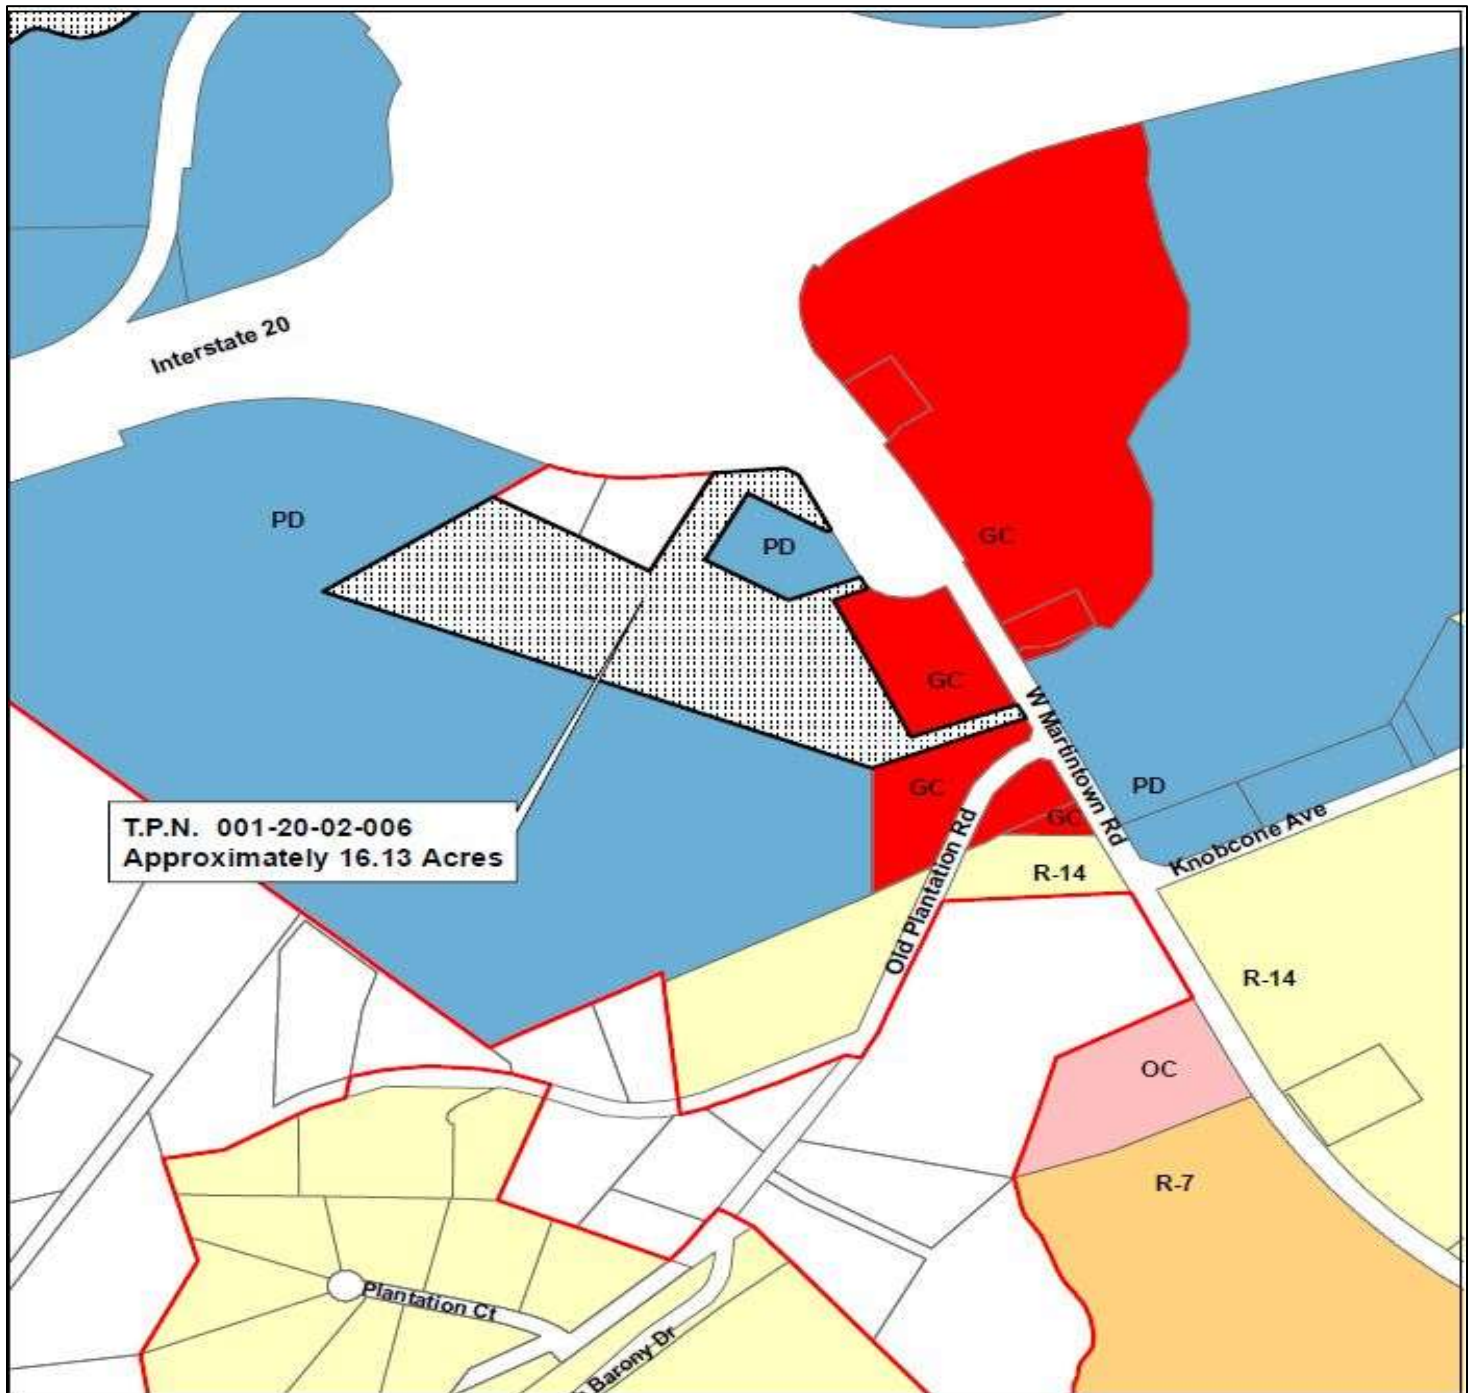 Interstate 20
PD
PD
GC
GC
W Martintown Rd
T.P.N. 001-20-02-006
Approximately 16.13 Acres
GC
GC
PD
Knobcone Ave
Old Plantation Rd
R-14
R-14
OC
R-7
Plantation Ct
Barony Dr